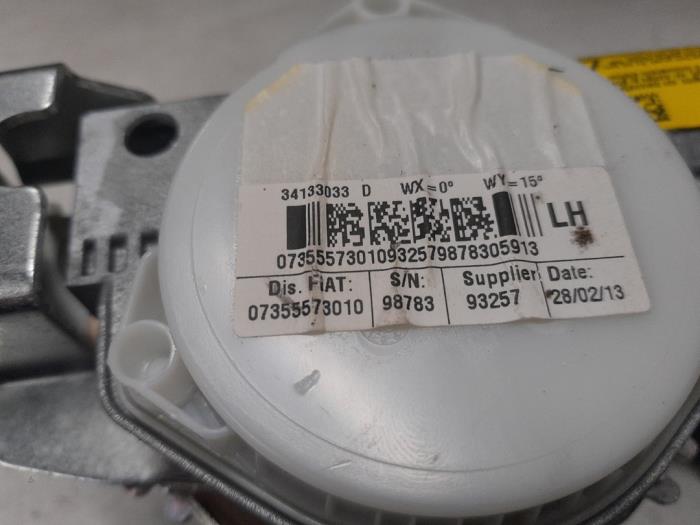 34133033 D WX=0° WY=15°
LH
07355573010932579878305913
Dis. FIAT: S/N: Supplier Date:
07355573010 98783 93257 28/02/13